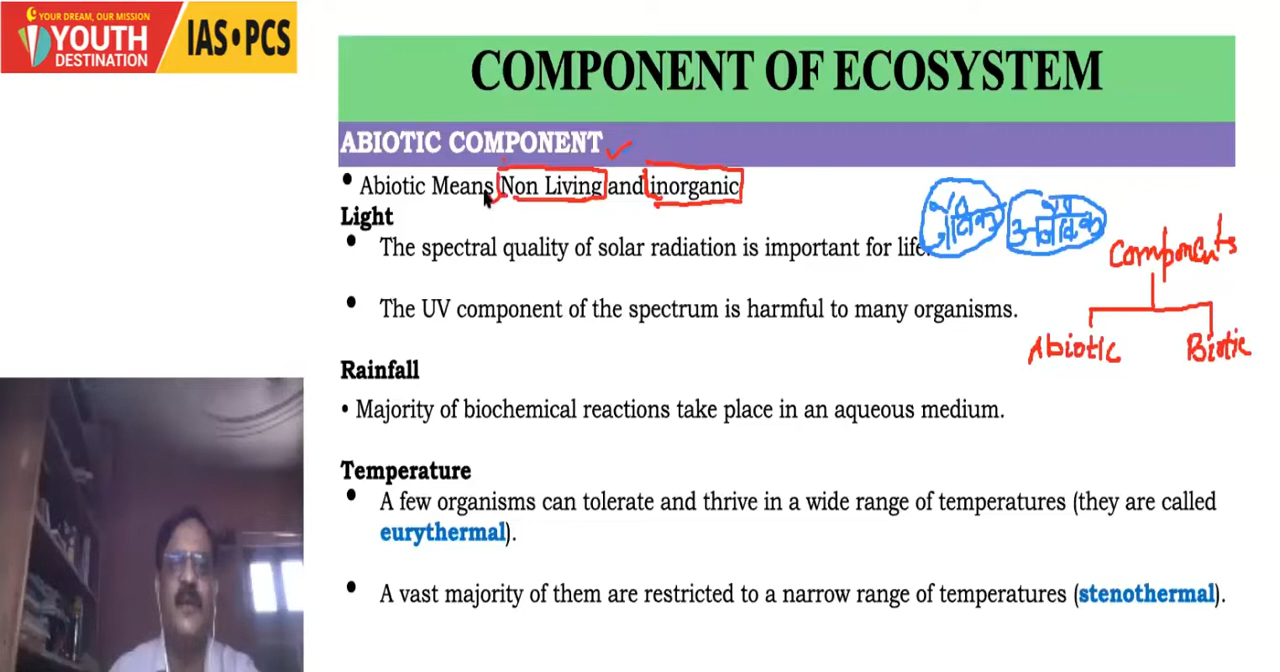 YOUR DREAM, OUR MISSION
YOUTH
DESTINATION
IAS•PCS
COMPONENT OF ECOSYSTEM
ABIOTIC COMPONENT
• Abiotic Means Non Living and inorganic
Light
• The spectral quality of solar radiation is important for life.
जैविक अजैविक
Components
• The UV component of the spectrum is harmful to many organisms.
Abiotic Biotic
Rainfall
• Majority of biochemical reactions take place in an aqueous medium.
Temperature
• A few organisms can tolerate and thrive in a wide range of temperatures (they are called
eurythermal).
• A vast majority of them are restricted to a narrow range of temperatures (stenothermal).